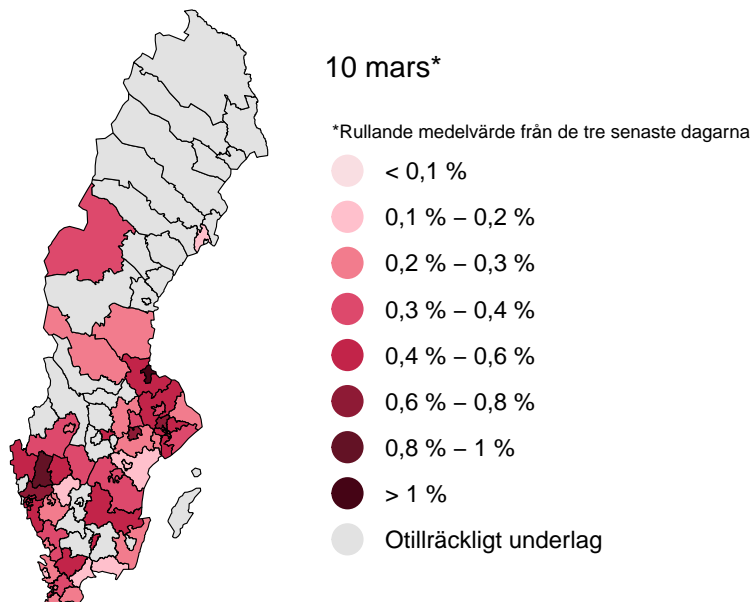 10 mars*
*Rullande medelvärde från de tre senaste dagarna
< 0,1 %
0,1 % – 0,2 %
0,2 % – 0,3 %
0,3 % – 0,4 %
0,4 % – 0,6 %
0,6 % – 0,8 %
0,8 % – 1 %
> 1 %
Otillräckligt underlag